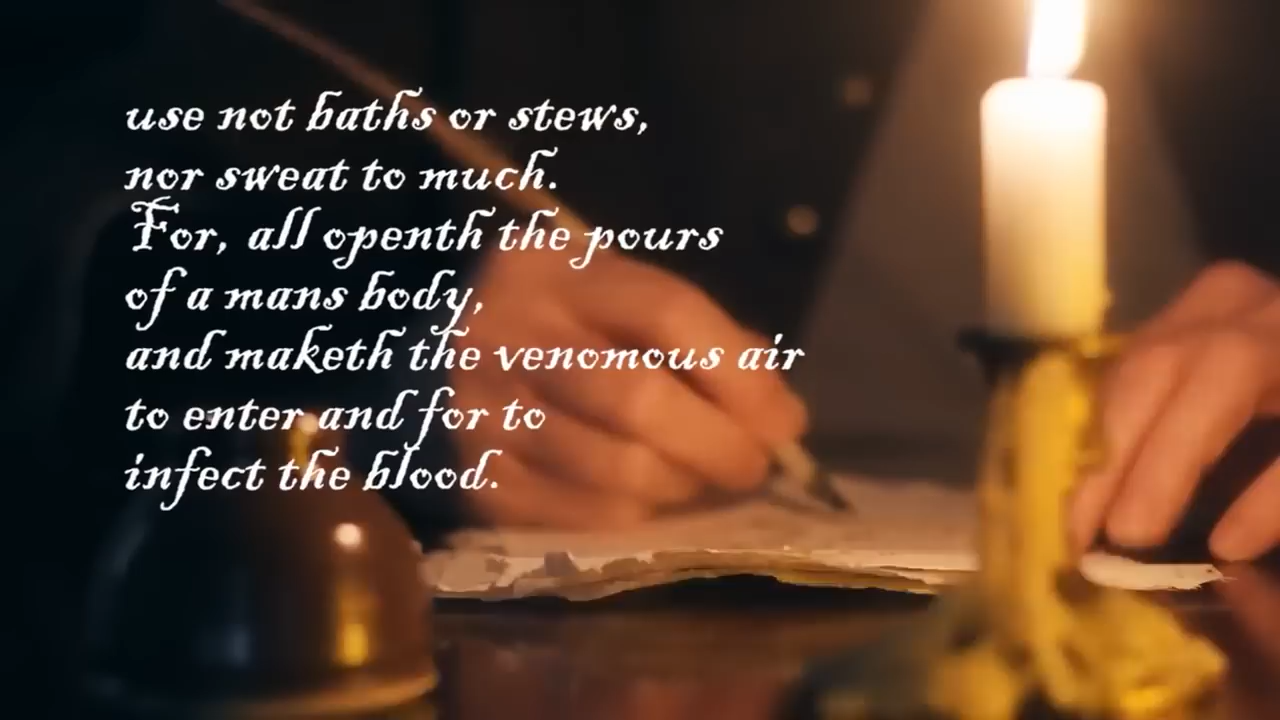 use not baths or stews,
nor sweat to much.
For, all openth the pours
of a mans body,
and maketh the venomous air
to enter and for to
infect the blood.